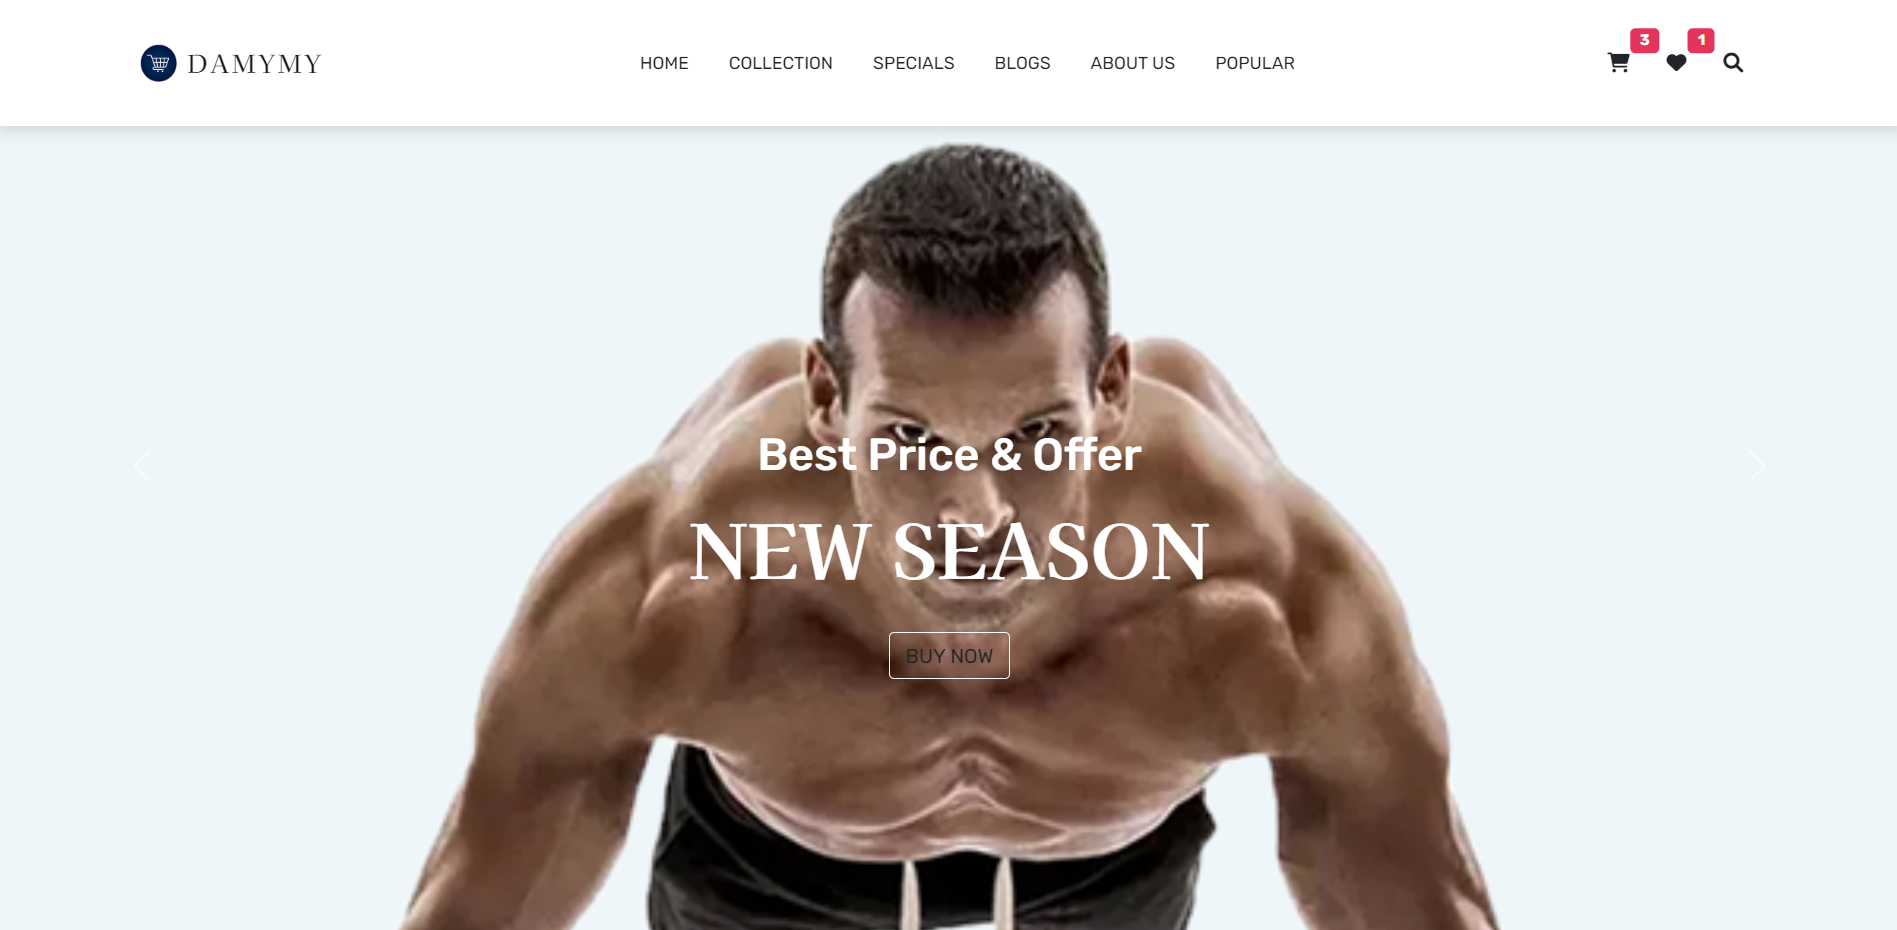 DAMYMY
HOME COLLECTION SPECIALS BLOGS ABOUT US POPULAR
3 1
Best Price & Offer
NEW SEASON
BUY NOW